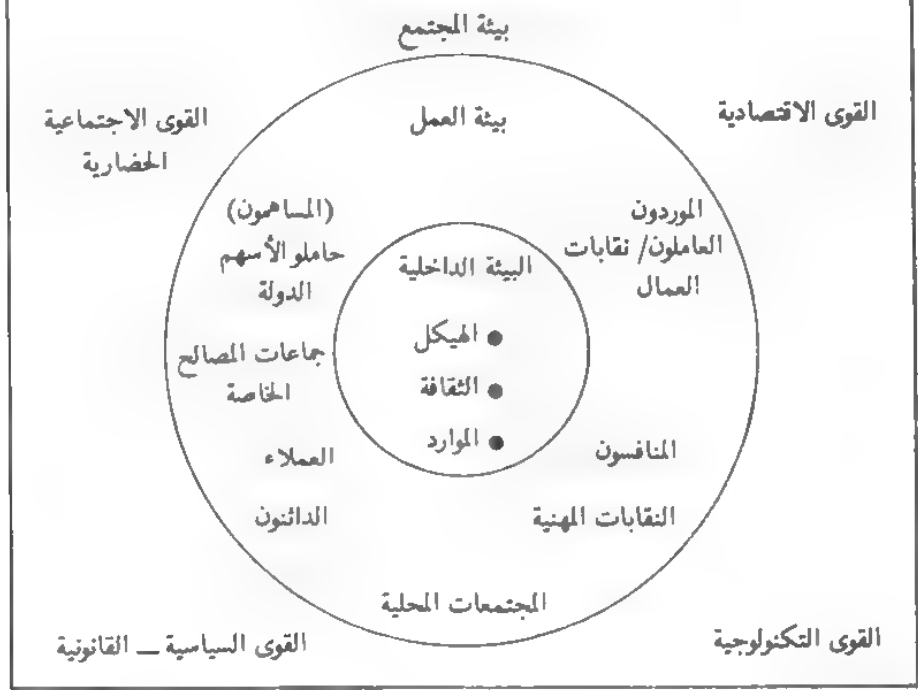 بيئة المجتمع
القوى الاقتصادية
القوى الاجتماعية
الحضارية
بيئة العمل
الموردون
العاملون/ نقابات
العمال
(المساهمون)
حاملو الأسهم
الدولة
البيئة الداخلية
● الهيكل
● الثقافة
● الموارد
جماعات المصالح
الخاصة
المنافسون
العملاء
النقابات المهنية
الدائنون
المجتمعات المحلية
القوى التكنولوجية
القوى السياسية — القانونية